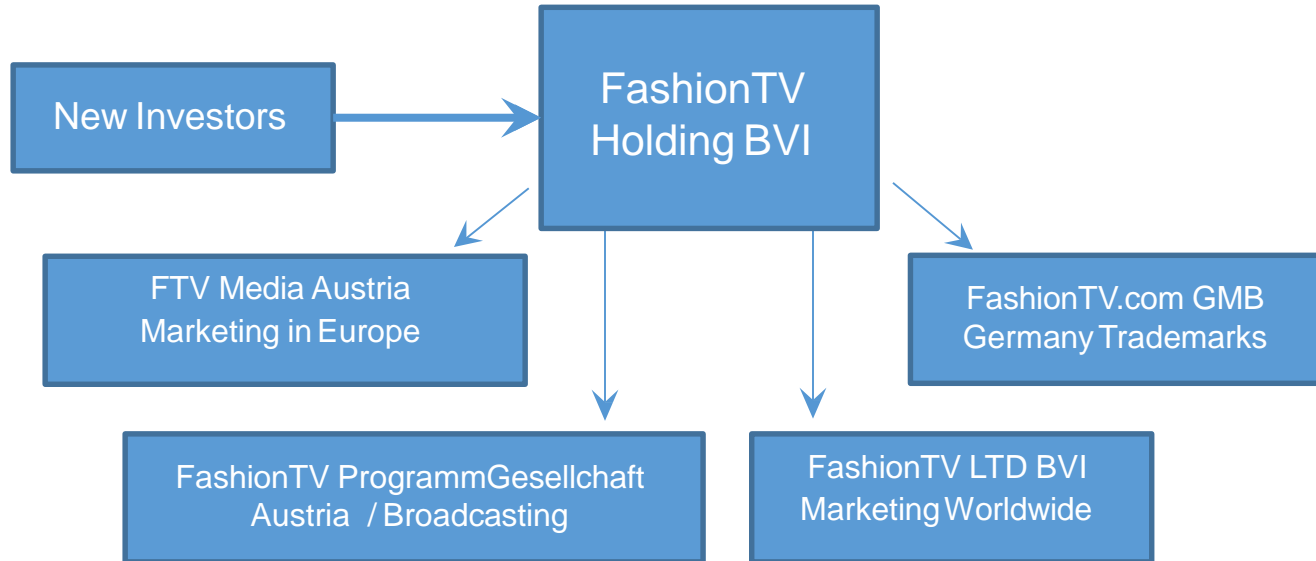 New Investors
FashionTV
Holding BVI
FTV Media Austria
Marketing in Europe
FashionTV.com GMB
Germany Trademarks
FashionTV ProgrammGesellchaft
Austria / Broadcasting
FashionTV LTD BVI
Marketing Worldwide